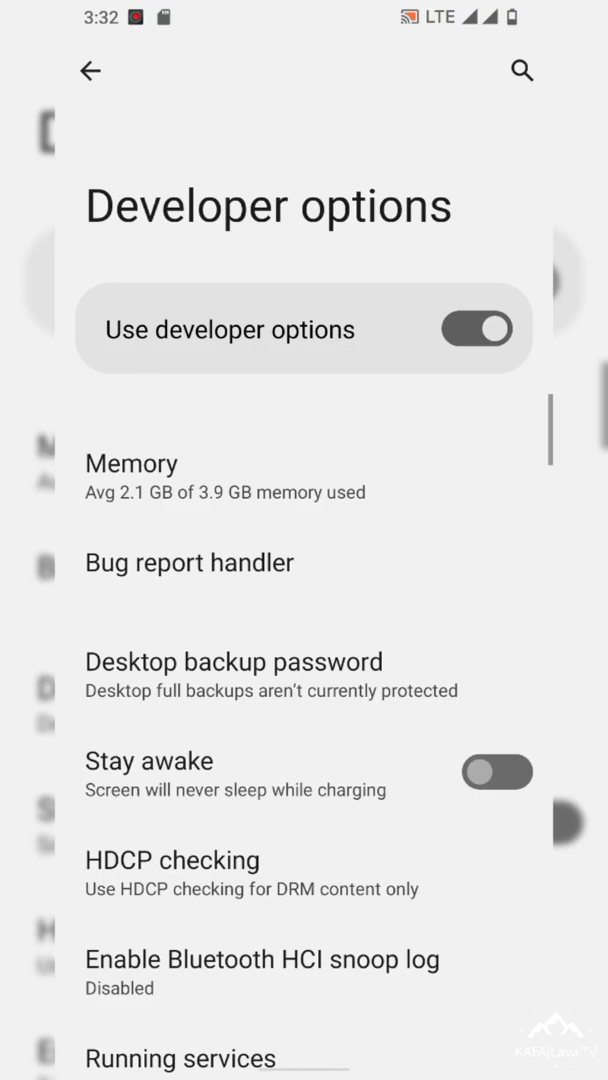 3:32 LTE
Developer options
Use developer options
Memory
Avg 2.1 GB of 3.9 GB memory used
Bug report handler
Desktop backup password
Desktop full backups aren't currently protected
Stay awake
Screen will never sleep while charging
HDCP checking
Use HDCP checking for DRM content only
Enable Bluetooth HCI snoop log
Disabled
Running services